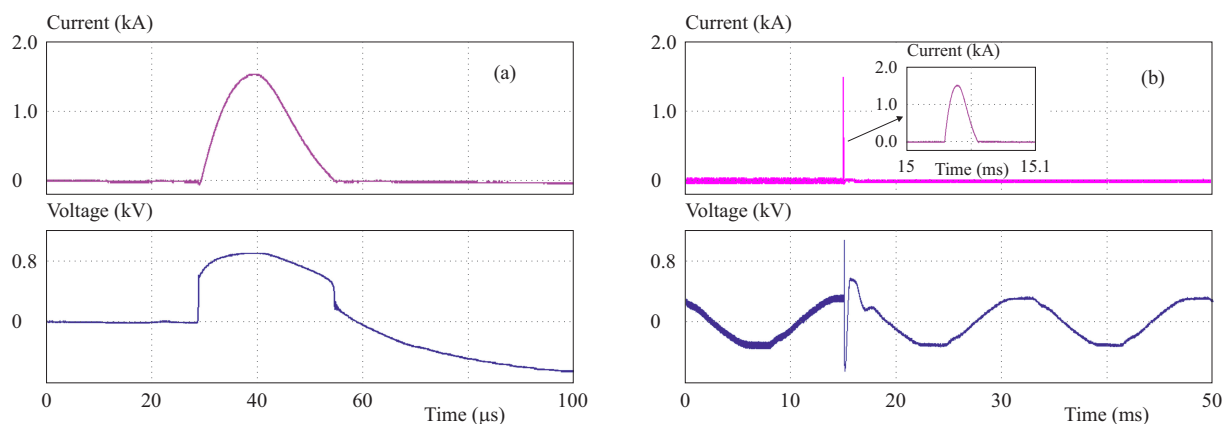 Current (kA)
2.0
(a)
1.0
0
Voltage (kV)
0.8
0
0 20 40 60 80 100
Time (μs)
Current (kA)
2.0
Current (kA)
2.0
1.0
0.0
15 Time (ms) 15.1
(b)
1.0
0
Voltage (kV)
0.8
0
0 10 20 30 40 50
Time (ms)